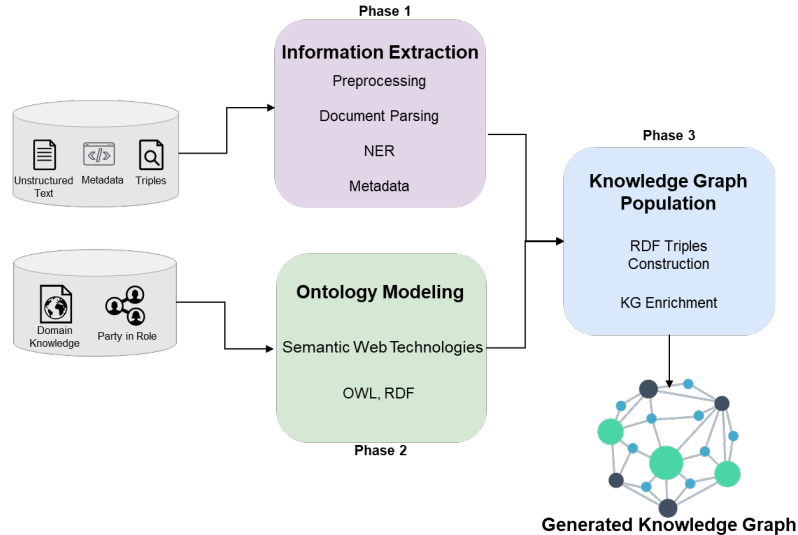 Phase 1
Information Extraction
Preprocessing
Document Parsing
NER
Metadata
</>
Unstructured
Text
Metadata
Triples
Phase 3
Knowledge Graph
Population
RDF Triples
Construction
KG Enrichment
Domain
Knowledge
Party in Role
Ontology Modeling
Semantic Web Technologies
OWL, RDF
Phase 2
Generated Knowledge Graph